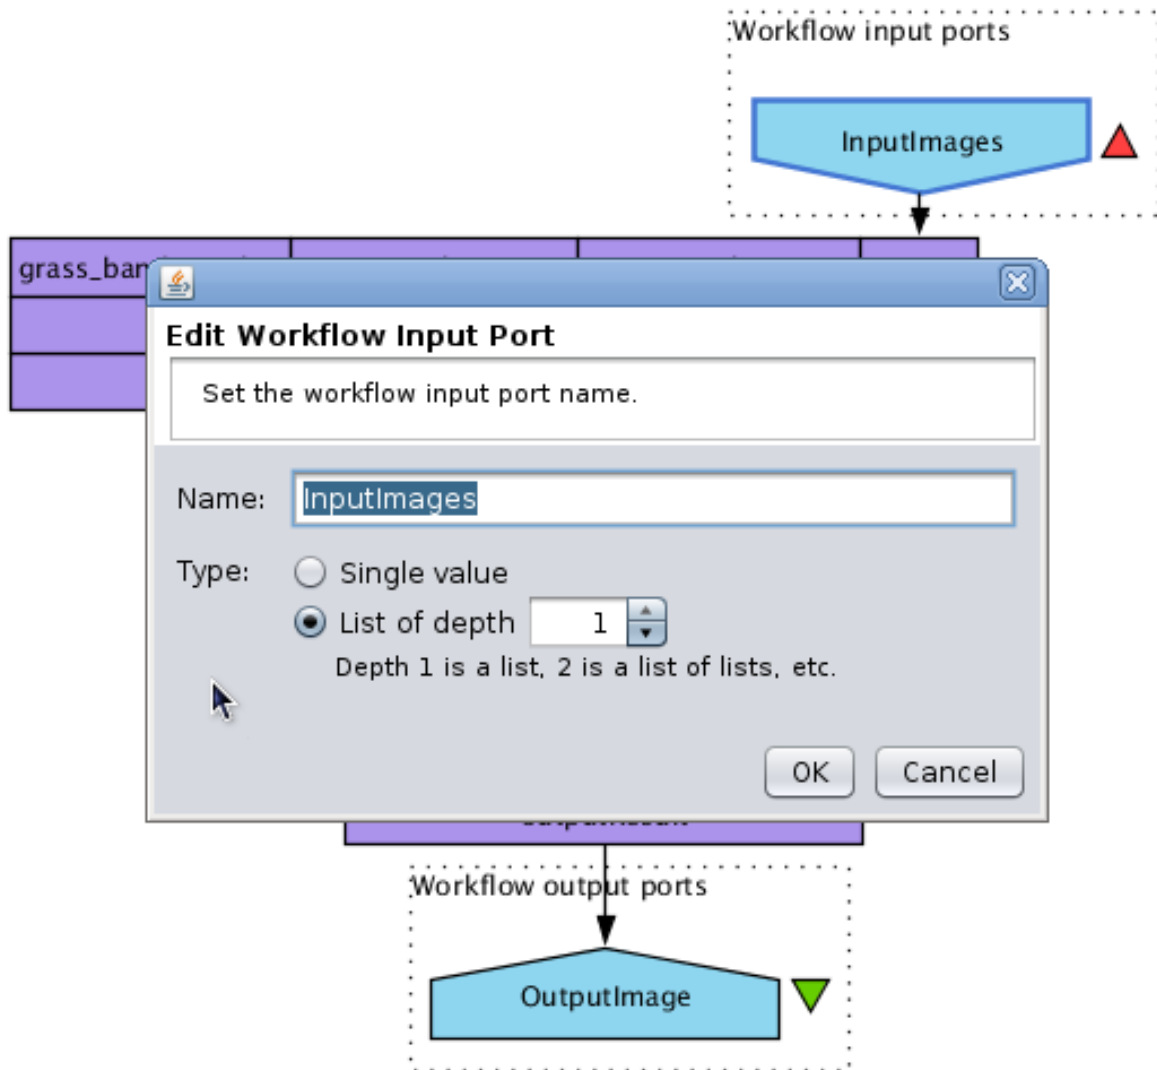 Workflow input ports
InputImages
Edit Workflow Input Port
Set the workflow input port name.
Name: InputImages
Type: Single value
List of depth 1
Depth 1 is a list, 2 is a list of lists, etc.
OK Cancel
Workflow output ports
OutputImage